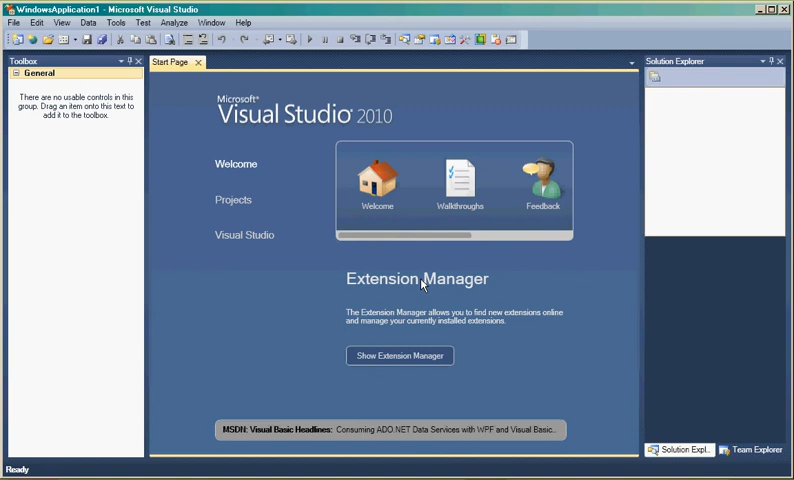 WindowsApplication1 - Microsoft Visual Studio
File Edit View Data Tools Test Analyze Window Help
Toolbox
General
There are no usable controls in this
group. Drag an item onto this text to
add it to the toolbox.
Start Page
Microsoft®
Visual Studio® 2010
Welcome
Projects
Visual Studio
Welcome Walkthroughs Feedback
Extension Manager
The Extension Manager allows you to find new extensions online
and manage your currently installed extensions.
Show Extension Manager
MSDN: Visual Basic Headlines: Consuming ADO.NET Data Services with WPF and Visual Basic...
Solution Explorer
Solution Expl... Team Explorer
Ready